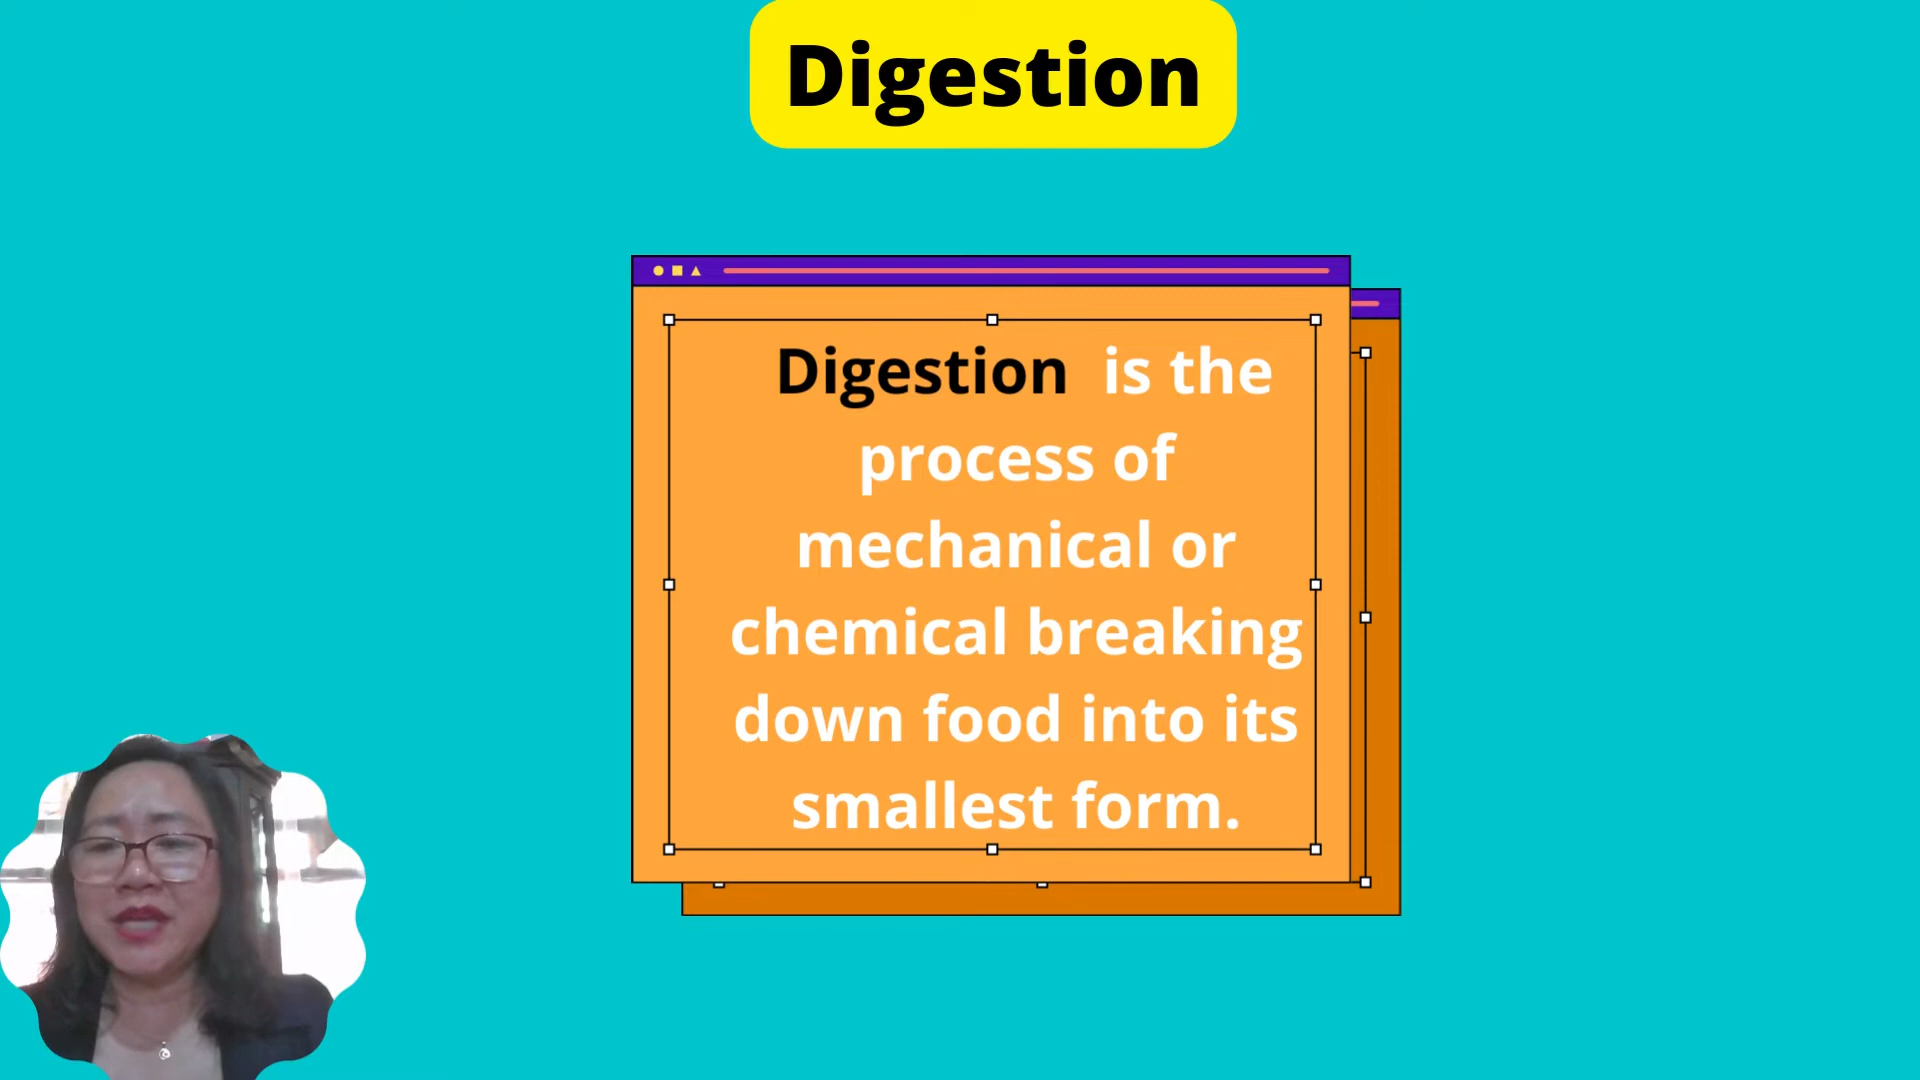 Digestion
Digestion is the
process of
mechanical or
chemical breaking
down food into its
smallest form.